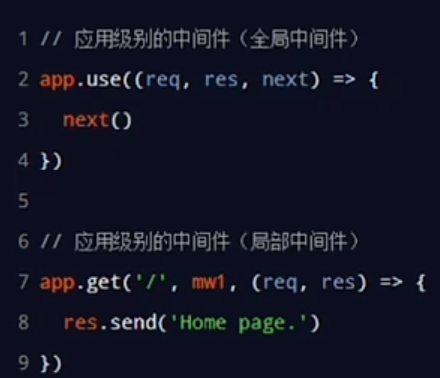 1 // 应用级别的中间件（全局中间件）
2 app.use((req, res, next) => {
3   next()
4 })
5
6 // 应用级别的中间件（局部中间件）
7 app.get('/', mw1, (req, res) => {
8   res.send('Home page.')
9 })